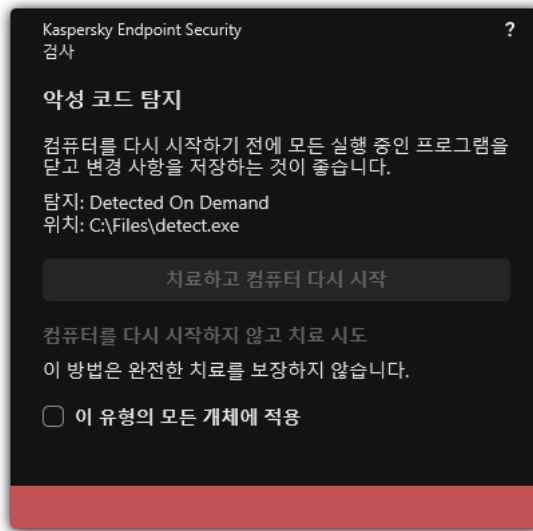 Kaspersky Endpoint Security
?
검사
악성 코드 탐지
컴퓨터를 다시 시작하기 전에 모든 실행 중인 프로그램을
닫고 변경 사항을 저장하는 것이 좋습니다.
탐지: Detected On Demand
위치: C:\Files\detect.exe
치료하고 컴퓨터 다시 시작
컴퓨터를 다시 시작하지 않고 치료 시도
이 방법은 완전한 치료를 보장하지 않습니다.
이 유형의 모든 개체에 적용